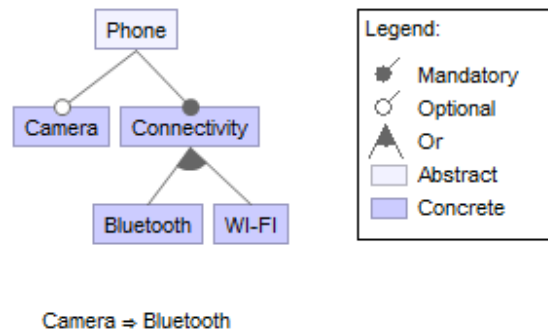 Phone
Camera
Connectivity
Bluetooth
WI-FI
Camera ⇒ Bluetooth
Legend:
Mandatory
Optional
Or
Abstract
Concrete